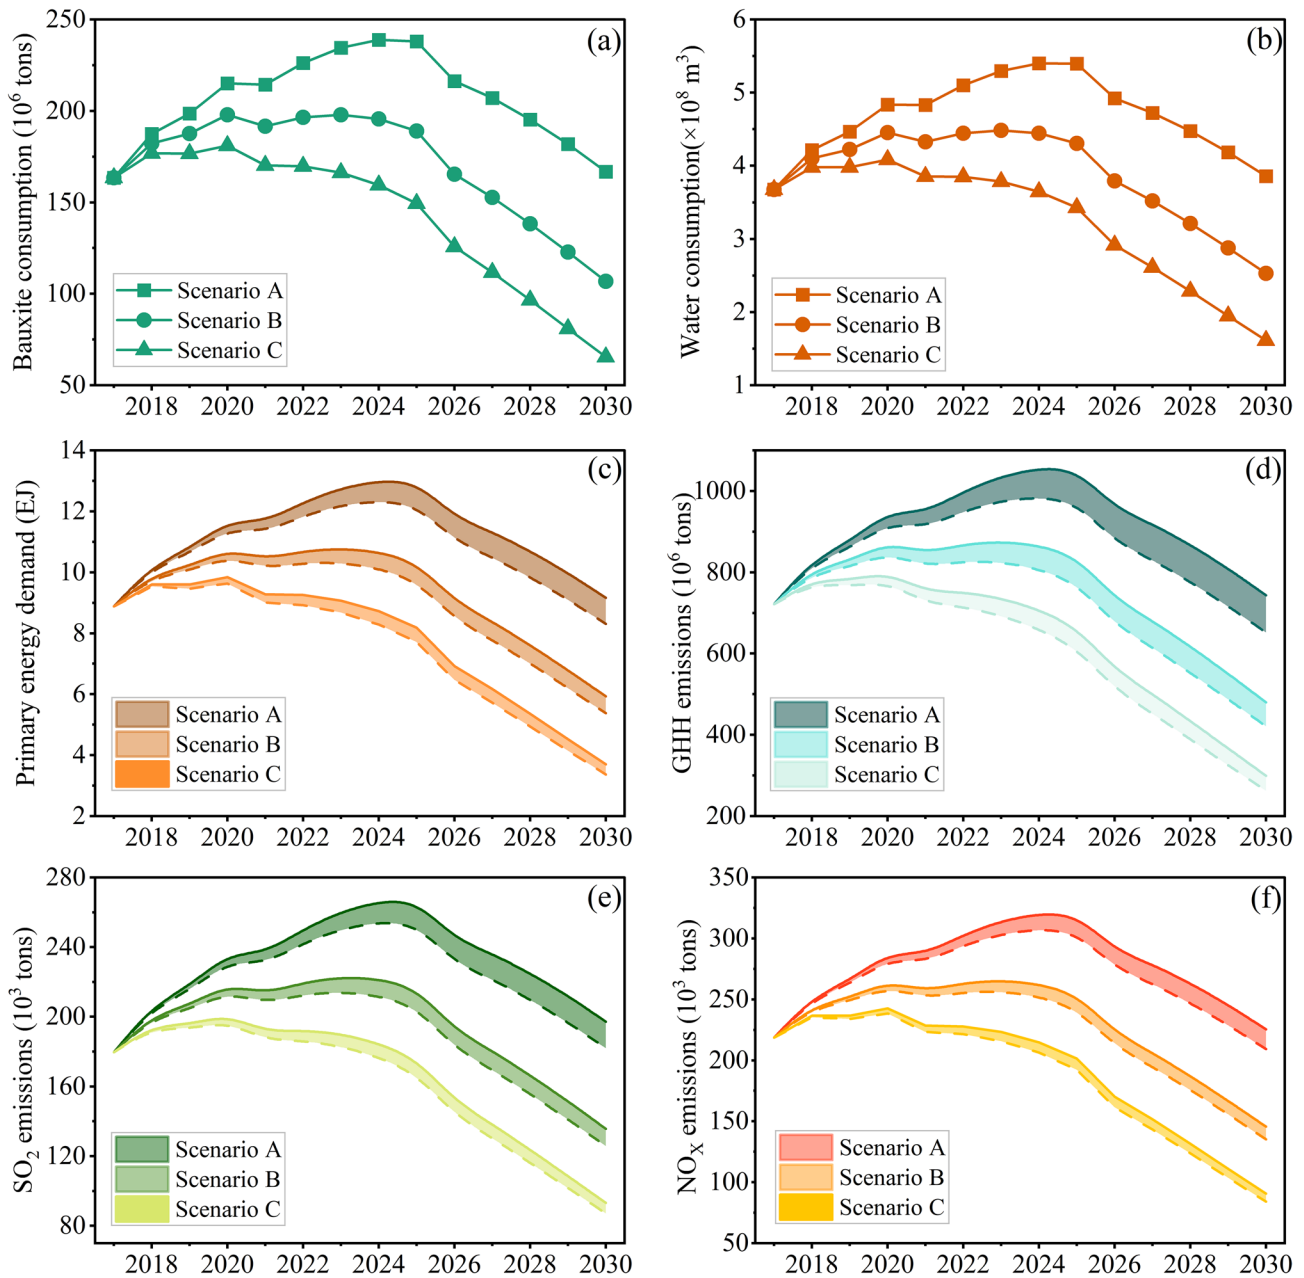 (a)
Bauxite consumption (10⁶ tons)
250
200
150
100
50
Scenario A
Scenario B
Scenario C
2018 2020 2022 2024 2026 2028 2030
(b)
Water consumption(×10⁸ m³)
6
5
4
3
2
1
Scenario A
Scenario B
Scenario C
2018 2020 2022 2024 2026 2028 2030
(c)
Primary energy demand (EJ)
14
12
10
8
6
4
2
Scenario A
Scenario B
Scenario C
2018 2020 2022 2024 2026 2028 2030
(d)
GHH emissions (10⁶ tons)
1000
800
600
400
200
Scenario A
Scenario B
Scenario C
2018 2020 2022 2024 2026 2028 2030
(e)
SO₂ emissions (10³ tons)
280
240
200
160
120
80
Scenario A
Scenario B
Scenario C
2018 2020 2022 2024 2026 2028 2030
(f)
NOX emissions (10³ tons)
350
300
250
200
150
100
50
Scenario A
Scenario B
Scenario C
2018 2020 2022 2024 2026 2028 2030